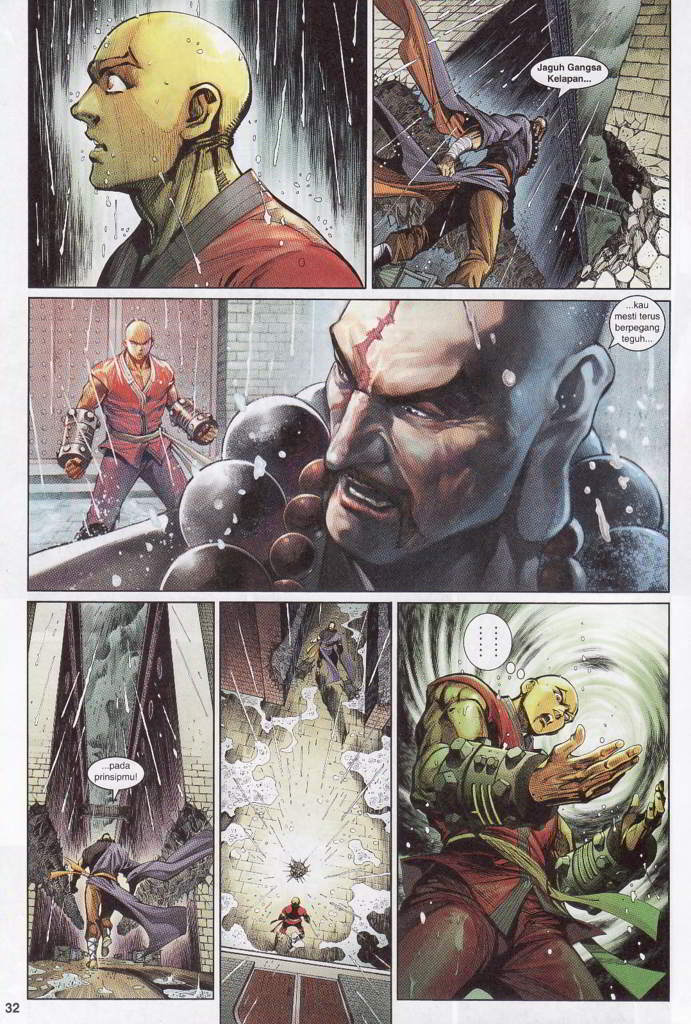 Jaguh Gangsa
Kelapan...
...kau
mesti terus
berpegang
teguh...
...pada
prinsipmu!
. . . .
. . . .
32